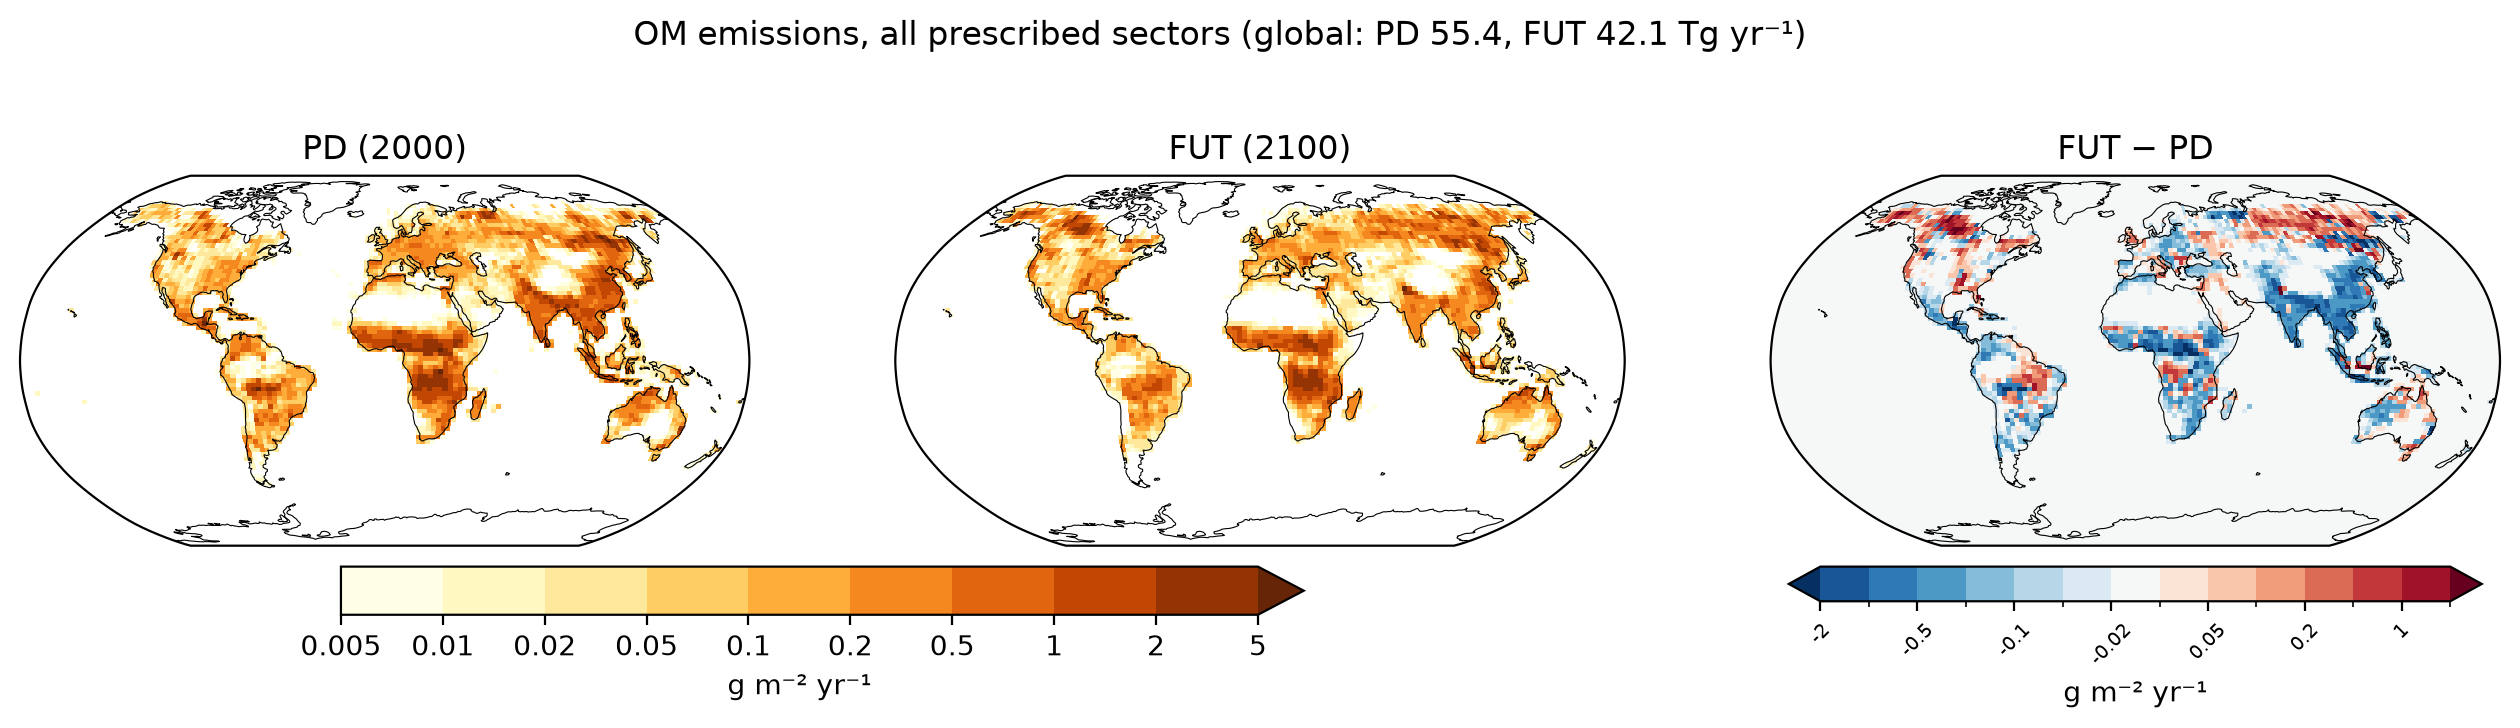 OM emissions, all prescribed sectors (global: PD 55.4, FUT 42.1 Tg yr⁻¹)
PD (2000)
FUT (2100)
FUT − PD
0.005 0.01 0.02 0.05 0.1 0.2 0.5 1 2 5
g m⁻² yr⁻¹
-2 -0.5 -0.1 -0.02 0.05 0.2 1
g m⁻² yr⁻¹